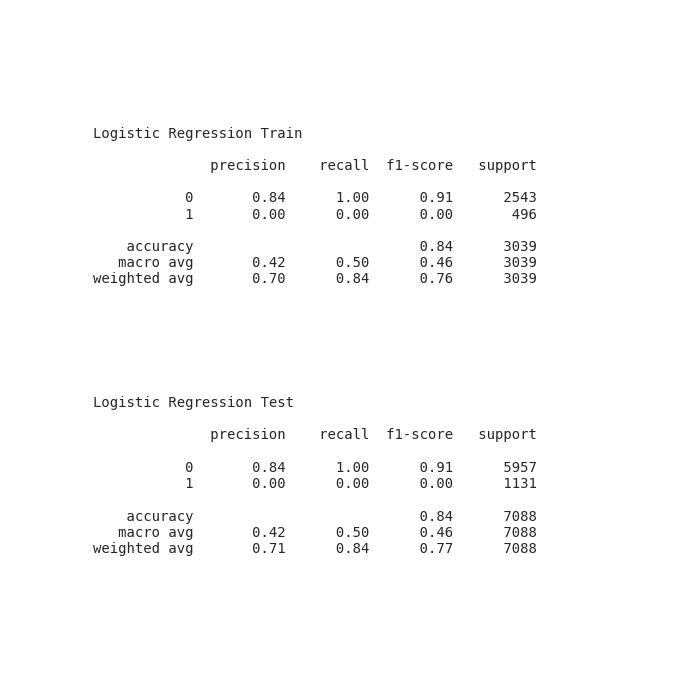 Logistic Regression Train
precision recall f1-score support
0 0.84 1.00 0.91 2543
1 0.00 0.00 0.00 496
accuracy 0.84 3039
macro avg 0.42 0.50 0.46 3039
weighted avg 0.70 0.84 0.76 3039
Logistic Regression Test
precision recall f1-score support
0 0.84 1.00 0.91 5957
1 0.00 0.00 0.00 1131
accuracy 0.84 7088
macro avg 0.42 0.50 0.46 7088
weighted avg 0.71 0.84 0.77 7088